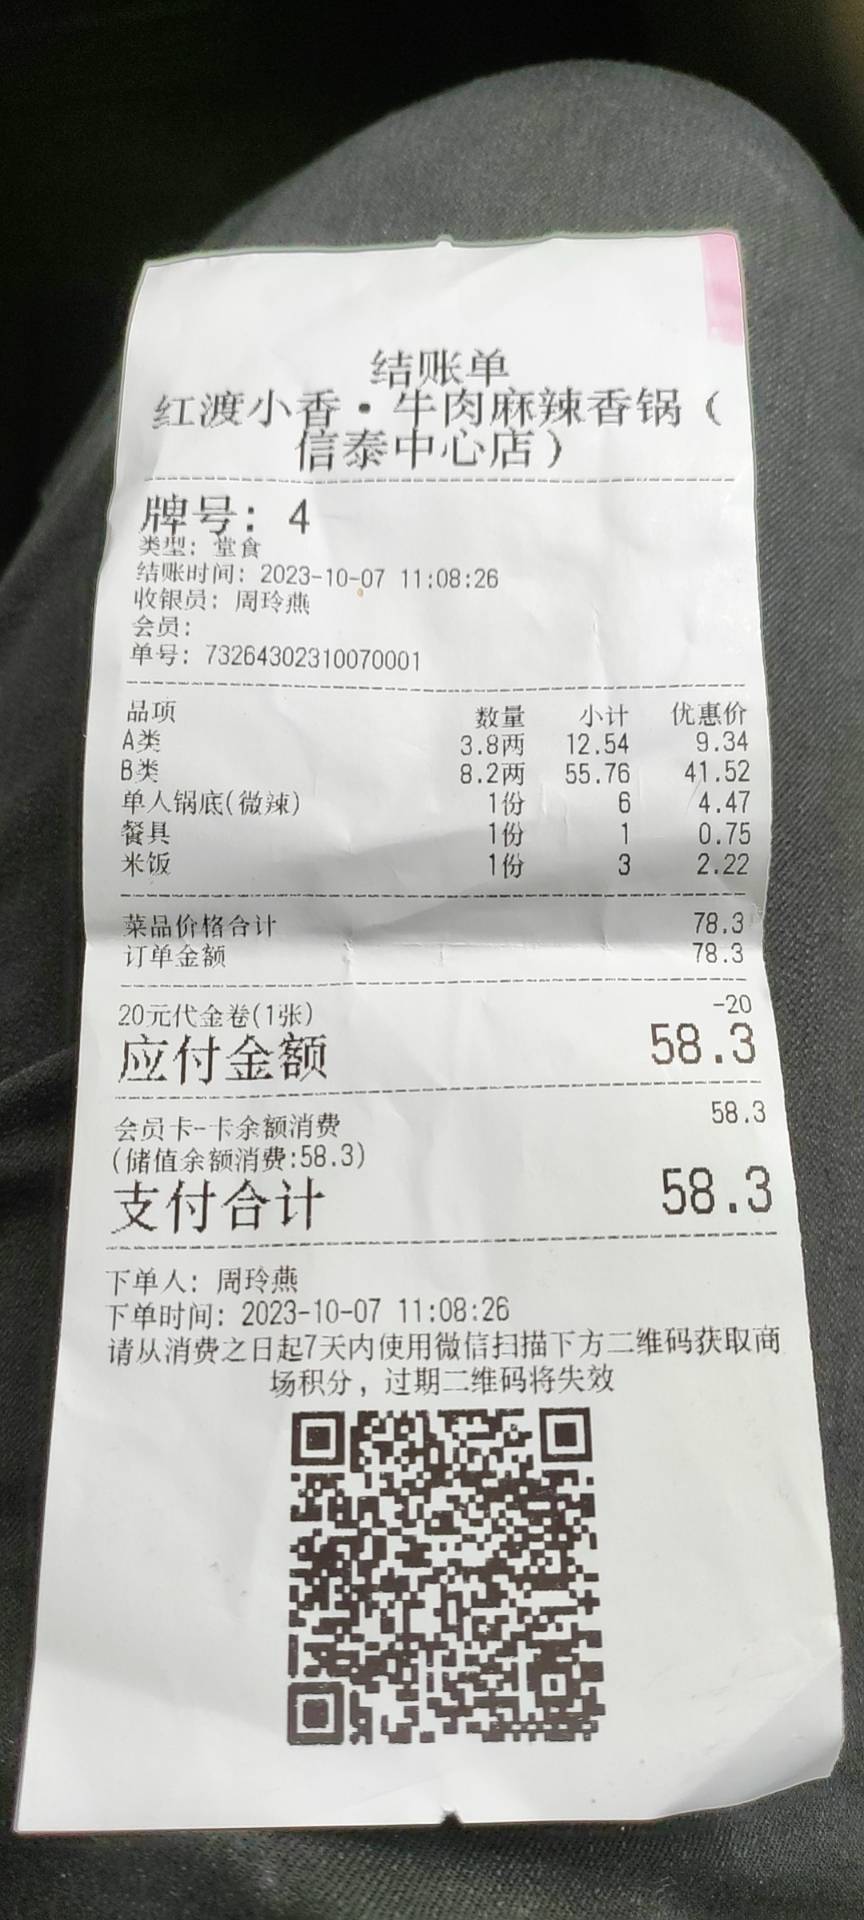 结账单
红渡小香·牛肉麻辣香锅（
信泰中心店）
牌号：4
类型：堂食
结账时间：2023-10-07 11:08:26
收银员：周玲燕
会员：
单号：73264302310070001
品项 数量 小计 优惠价
A类 3.8两 12.54 9.34
B类 8.2两 55.76 41.52
单人锅底(微辣) 1份 6 4.47
餐具 1份 1 0.75
米饭 1份 3 2.22
菜品价格合计 78.3
订单金额 78.3
20元代金卷(1张) -20
应付金额 58.3
会员卡-卡余额消费 58.3
(储值余额消费:58.3)
支付合计 58.3
下单人：周玲燕
下单时间：2023-10-07 11:08:26
请从消费之日起7天内使用微信扫描下方二维码获取商
场积分，过期二维码将失效